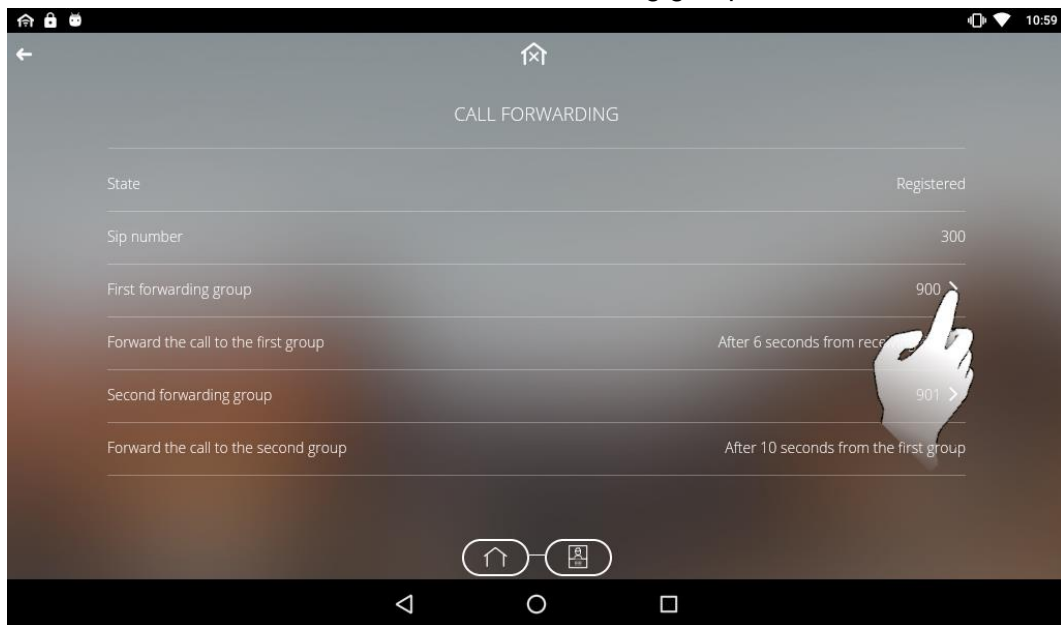 10:59
CALL FORWARDING
State Registered
Sip number 300
First forwarding group 900
Forward the call to the first group After 6 seconds from
Second forwarding group 901
Forward the call to the second group After 10 seconds from the first group